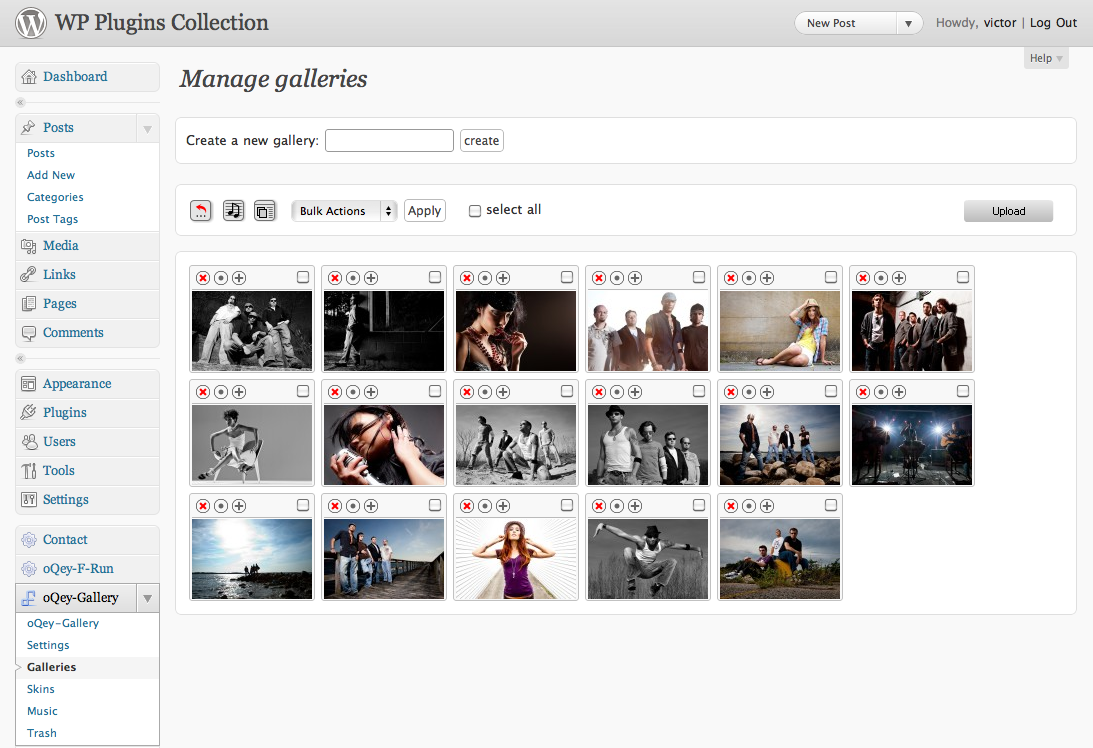 WP Plugins Collection
New Post
Howdy, victor | Log Out
Help
Dashboard
Posts
Posts
Add New
Categories
Post Tags
Media
Links
Pages
Comments
Appearance
Plugins
Users
Tools
Settings
Contact
oQey-F-Run
oQey-Gallery
oQey-Gallery
Settings
Galleries
Skins
Music
Trash
Manage galleries
Create a new gallery:
create
Bulk Actions
Apply
select all
Upload